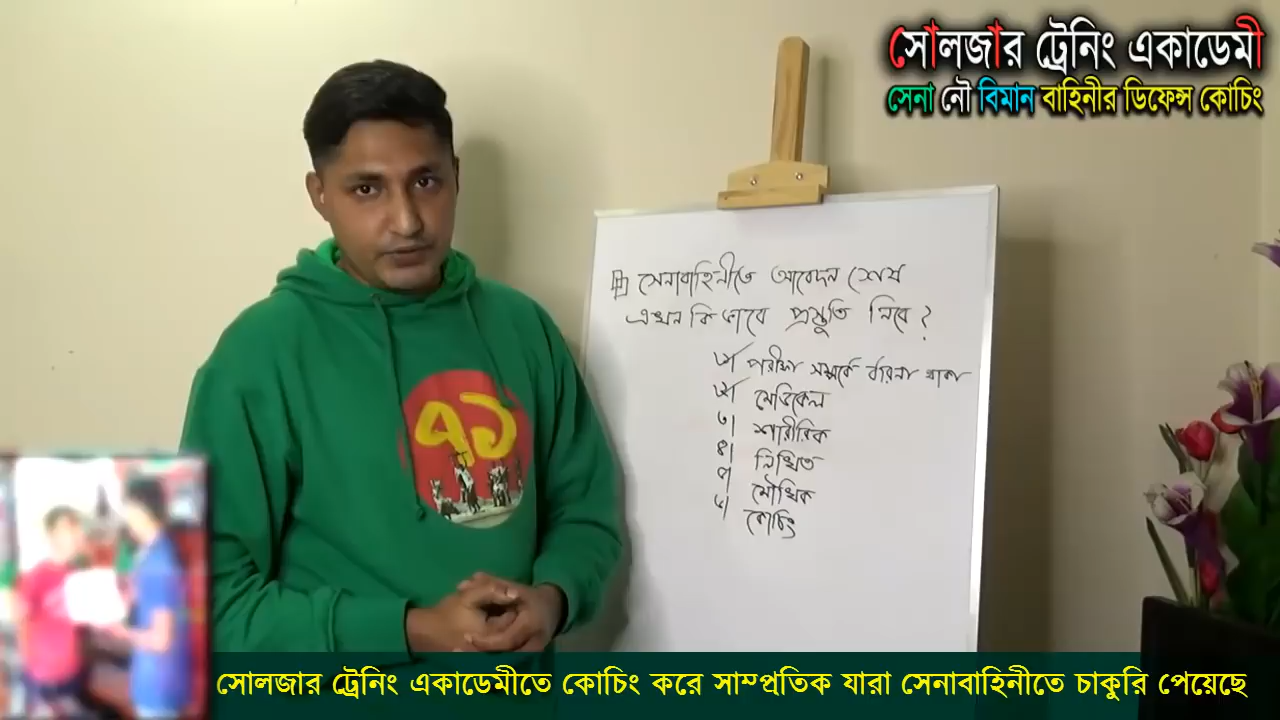 সোলজার ট্রেনিং একাডেমী
সেনা নৌ বিমান বাহিনীর ডিফেন্স কোচিং
সেনাবাহিনীতে আবেদন শেষ
এখন কিভাবে প্রস্তুতি নিবে?
১। পরীক্ষা সম্পর্কে ধারনা থাকা
২। মেডিকেল
৩। শারীরিক
৪। লিখিত
৫। মৌখিক
৬। কোচিং
৭১
সোলজার ট্রেনিং একাডেমীতে কোচিং করে সাম্প্রতিক যারা সেনাবাহিনীতে চাকুরি পেয়েছে